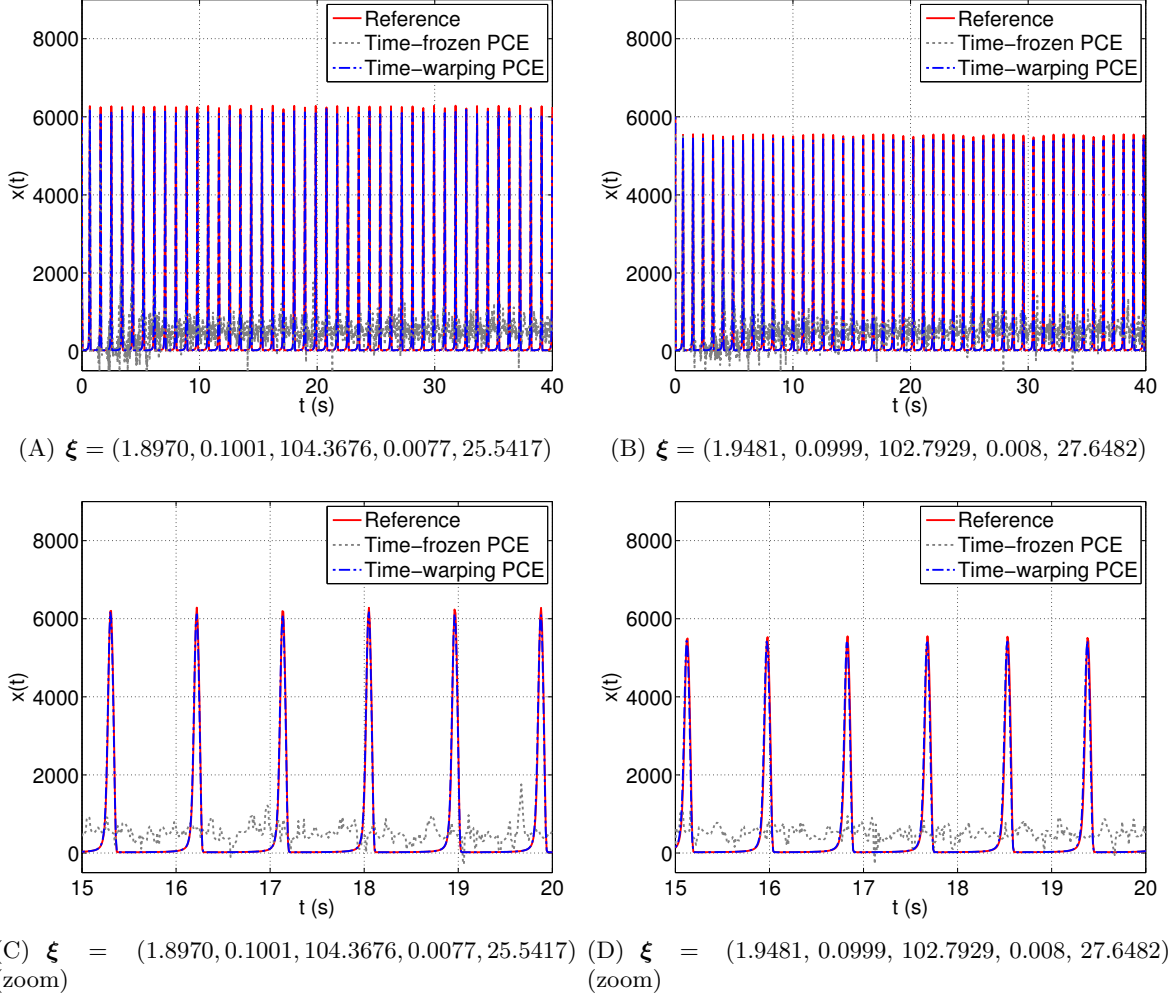 8000
6000
4000
2000
0
x(t)
0 10 20 30 40
t (s)
Reference
Time-frozen PCE
Time-warping PCE
(A) ξ = (1.8970, 0.1001, 104.3676, 0.0077, 25.5417)
8000
6000
4000
2000
0
x(t)
0 10 20 30 40
t (s)
Reference
Time-frozen PCE
Time-warping PCE
(B) ξ = (1.9481, 0.0999, 102.7929, 0.008, 27.6482)
8000
6000
4000
2000
0
x(t)
15 16 17 18 19 20
t (s)
Reference
Time-frozen PCE
Time-warping PCE
(C) ξ = (1.8970, 0.1001, 104.3676, 0.0077, 25.5417)
(zoom)
8000
6000
4000
2000
0
x(t)
15 16 17 18 19 20
t (s)
Reference
Time-frozen PCE
Time-warping PCE
(D) ξ = (1.9481, 0.0999, 102.7929, 0.008, 27.6482)
(zoom)